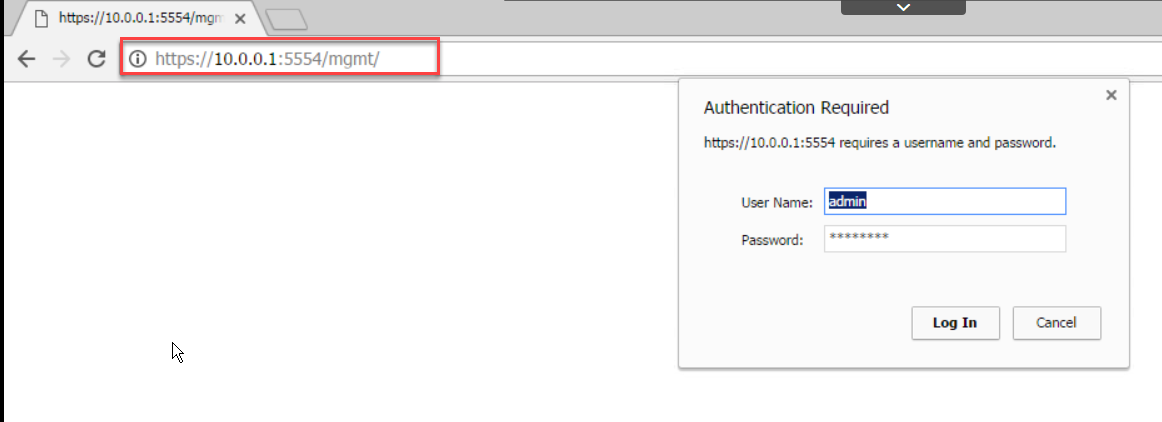 https://10.0.0.1:5554/mgm
https://10.0.0.1:5554/mgmt/
Authentication Required
https://10.0.0.1:5554 requires a username and password.
User Name: admin
Password: ********
Log In Cancel